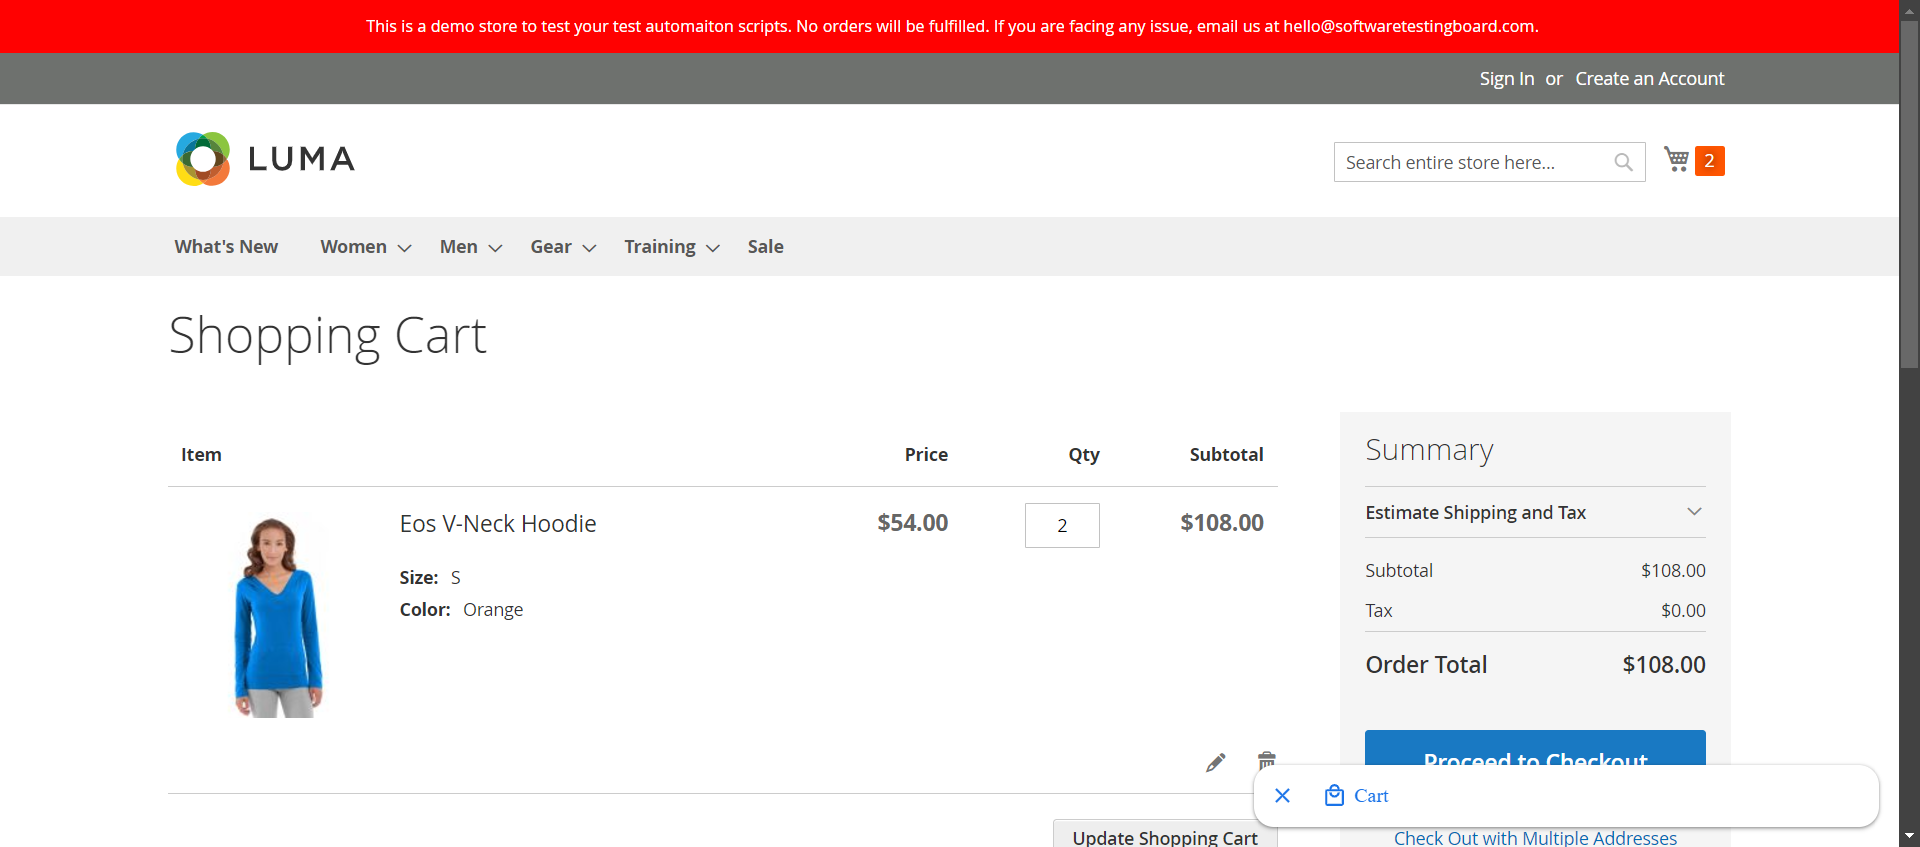 This is a demo store to test your test automaiton scripts. No orders will be fulfilled. If you are facing any issue, email us at hello@softwaretestingboard.com.
Sign In or Create an Account
LUMA
Search entire store here...
2
What's New Women Men Gear Training Sale
Shopping Cart
Item Price Qty Subtotal
Eos V-Neck Hoodie $54.00 2 $108.00
Size: S
Color: Orange
Summary
Estimate Shipping and Tax
Subtotal $108.00
Tax $0.00
Order Total $108.00
Proceed to Checkout
Cart
Update Shopping Cart
Check Out with Multiple Addresses